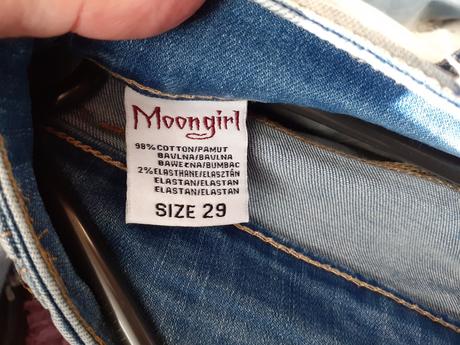 Moongirl
98% COTTON/PAMUT
BAVLNA/BAVLNA
BAWEŁNA/BUMBAC
2% ELASTHANE/ELASZTÁN
ELASTAN/ELASTAN
ELASTAN/ELASTAN
SIZE 29